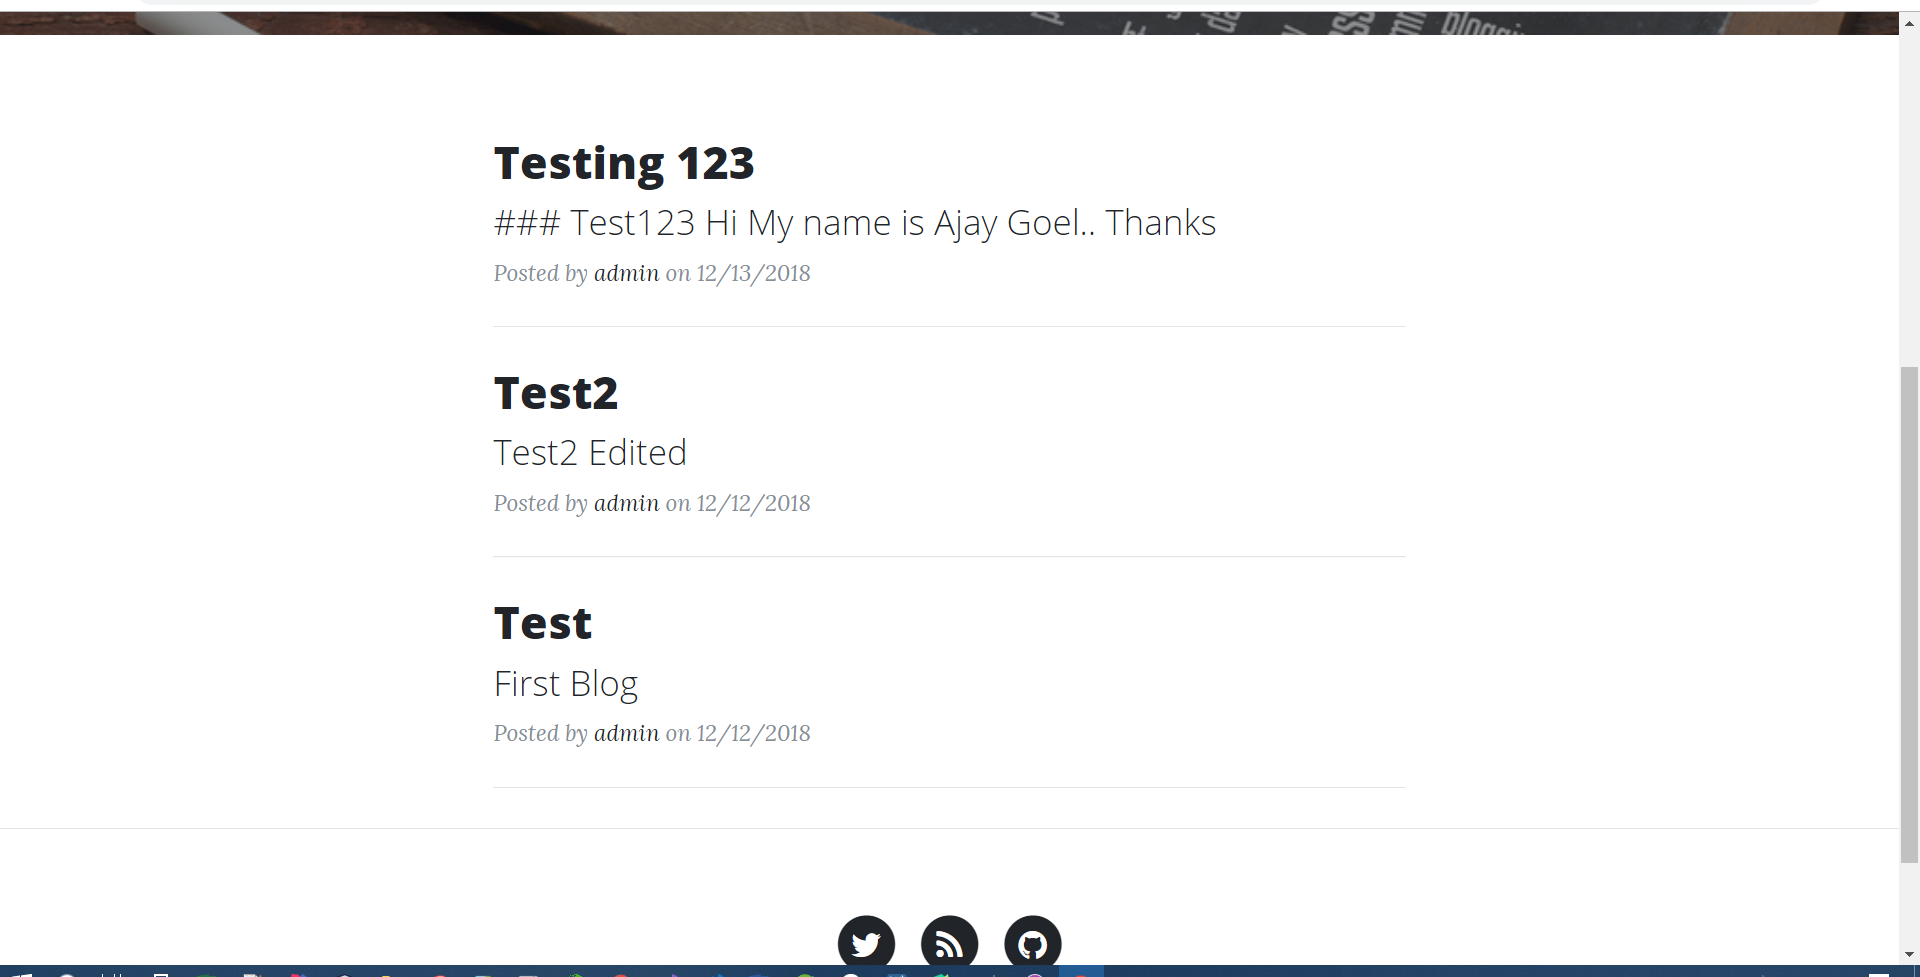 Testing 123
### Test123 Hi My name is Ajay Goel.. Thanks
Posted by admin on 12/13/2018
Test2
Test2 Edited
Posted by admin on 12/12/2018
Test
First Blog
Posted by admin on 12/12/2018